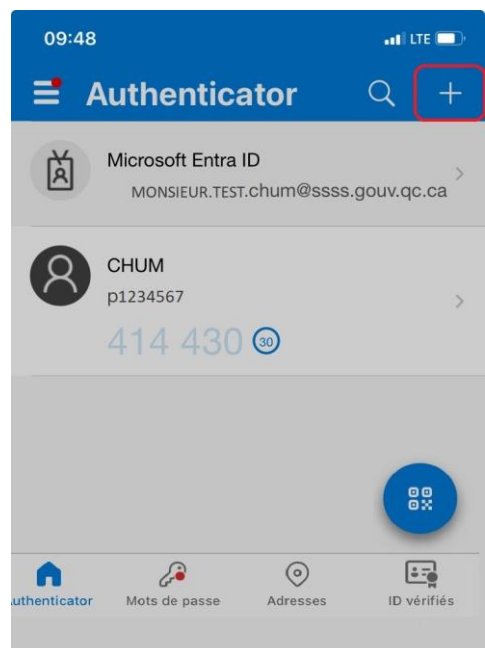 09:48 LTE
Authenticator
Microsoft Entra ID
MONSIEUR.TEST.chum@ssss.gouv.qc.ca
CHUM
p1234567
414 430 30
uthenticator Mots de passe Adresses ID vérifiés